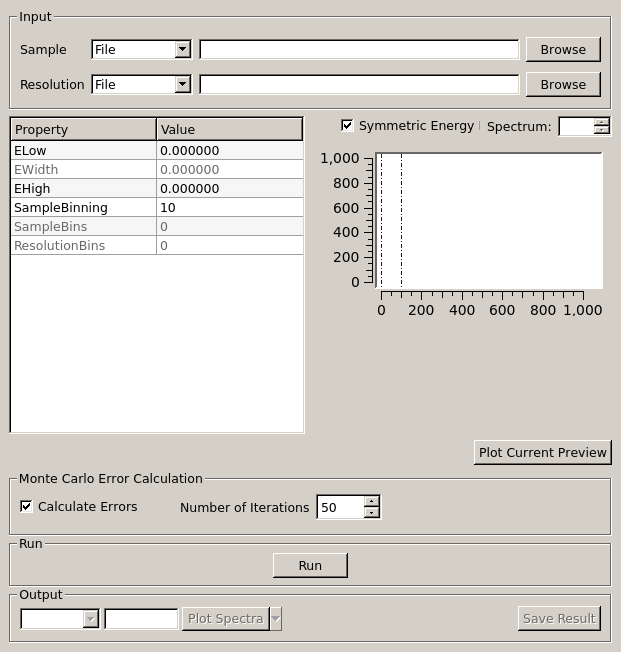 Input
Sample File Browse
Resolution File Browse
Property Value
ELow 0.000000
EWidth 0.000000
EHigh 0.000000
SampleBinning 10
SampleBins 0
ResolutionBins 0
Symmetric Energy Spectrum:
1,000
800
600
400
200
0
0 200 400 600 800 1,000
Plot Current Preview
Monte Carlo Error Calculation
Calculate Errors Number of Iterations 50
Run
Run
Output
Plot Spectra Save Result